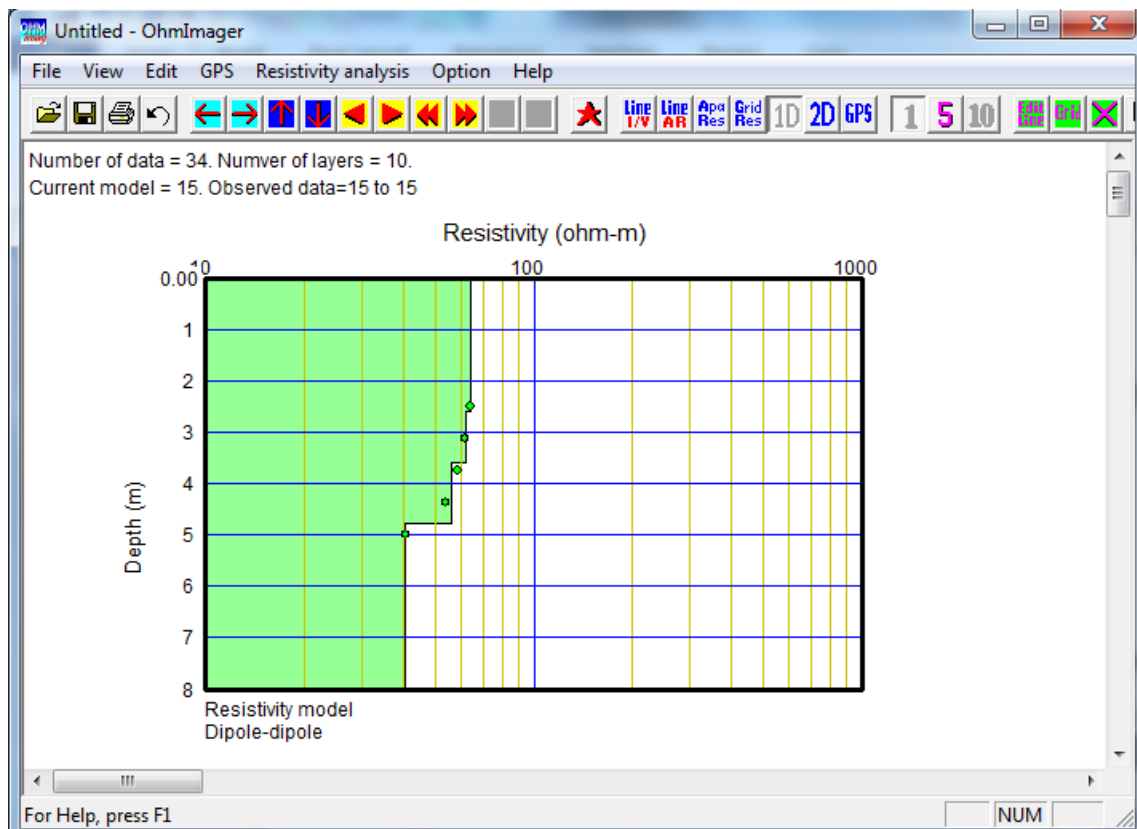 Untitled - OhmImager
File View Edit GPS Resistivity analysis Option Help
Line I/V Line AR Apa Res Grid Res 1D 2D GPS 1 5 10 Edit Line Grid
Number of data = 34. Numver of layers = 10.
Current model = 15. Observed data=15 to 15
Resistivity (ohm-m)
10 100 1000
0.00
1
2
3
4
5
6
7
8
Depth (m)
Resistivity model
Dipole-dipole
For Help, press F1 NUM